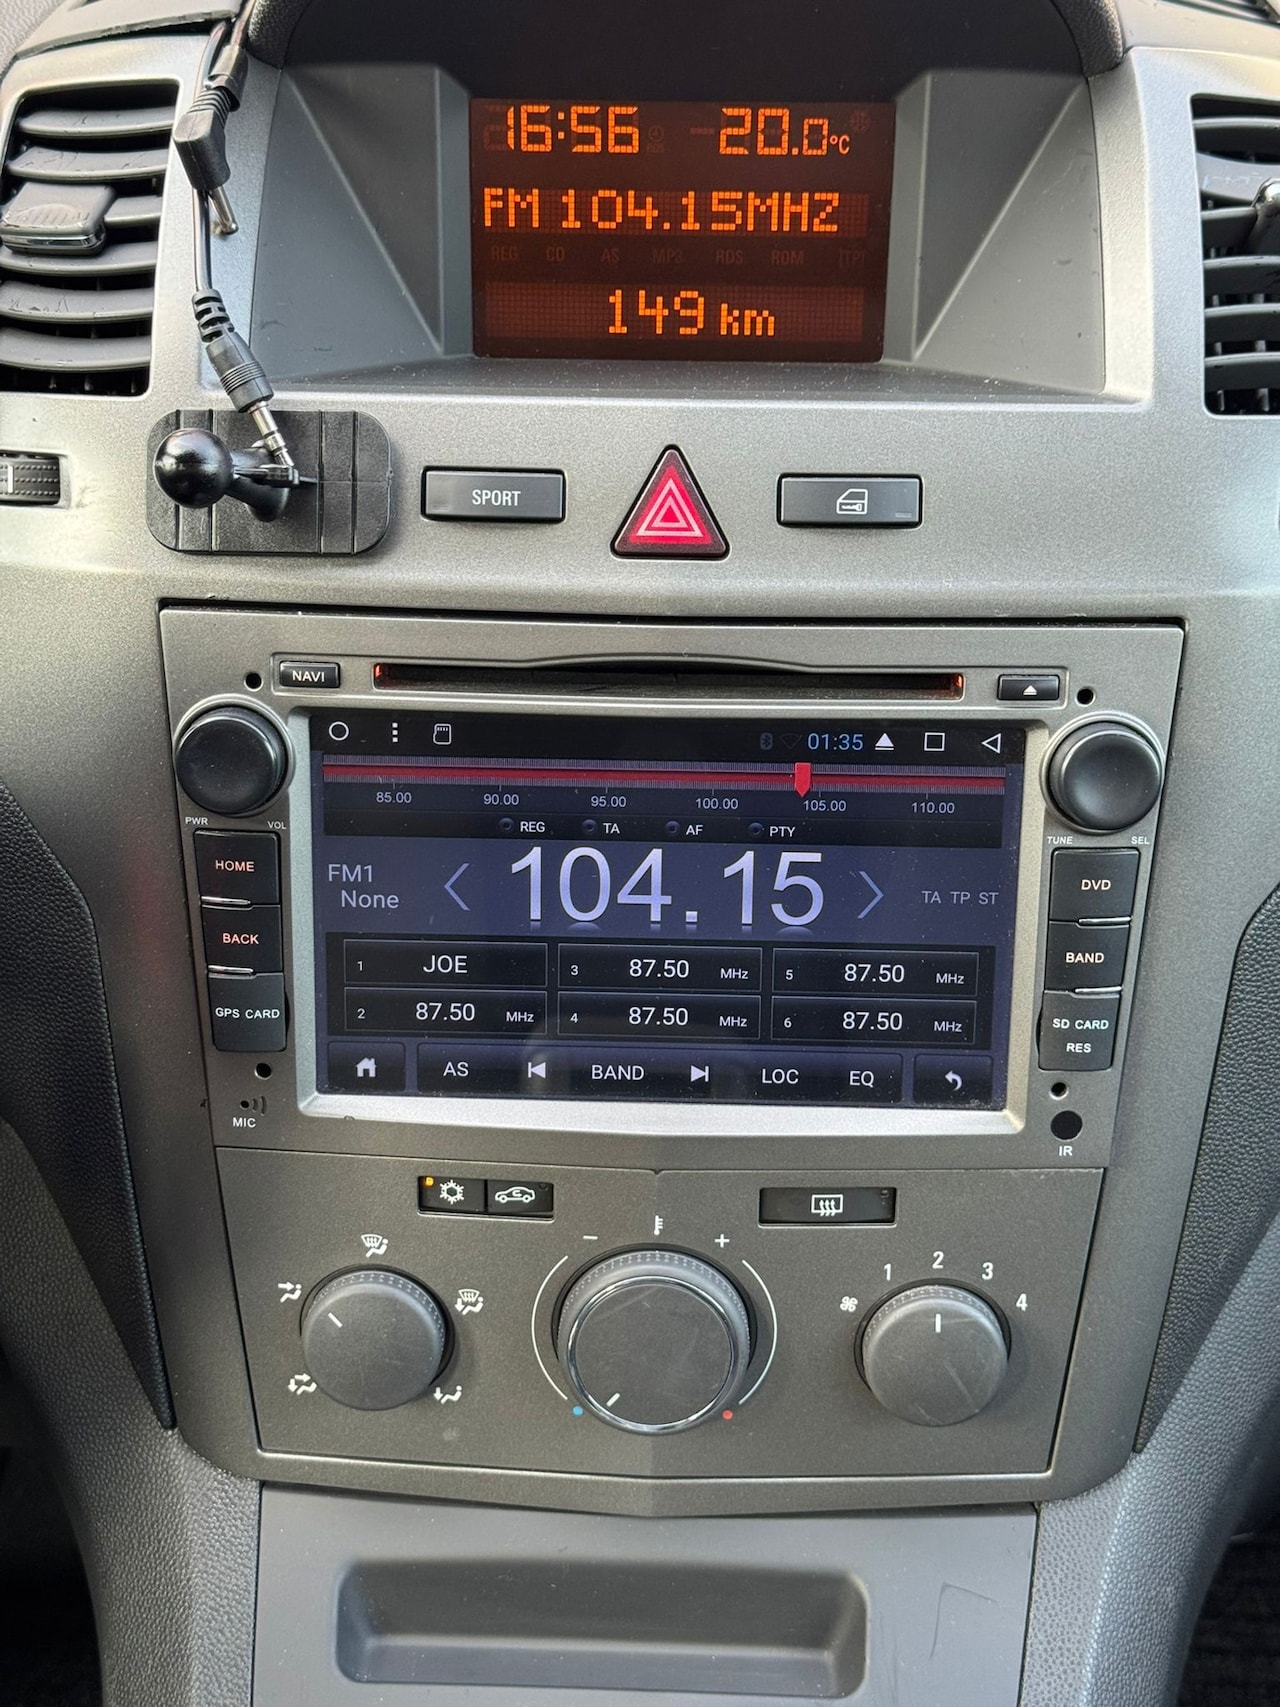 16:56 20.0°C
FM 104.15MHZ
REG CD AS MP3 RDS RDM [TP]
149 km
SPORT
NAVI
01:35
85.00 90.00 95.00 100.00 105.00 110.00
REG TA AF PTY
FM1
None
104.15
TA TP ST
1 JOE
3 87.50 MHz
5 87.50 MHz
2 87.50 MHz
4 87.50 MHz
6 87.50 MHz
AS BAND LOC EQ
PWR VOL
HOME
BACK
GPS CARD
MIC
TUNE SEL
DVD
BAND
SD CARD
RES
IR
- +
1 2 3 4